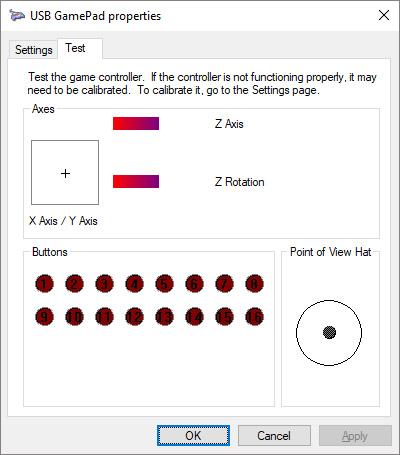 USB GamePad properties
Settings
Test
Test the game controller.  If the controller is not functioning properly, it may
need to be calibrated.  To calibrate it, go to the Settings page.
Axes
Z Axis
Z Rotation
X Axis / Y Axis
Buttons
1 2 3 4 5 6 7 8
9 10 11 12 13 14 15 16
Point of View Hat
OK
Cancel
Apply